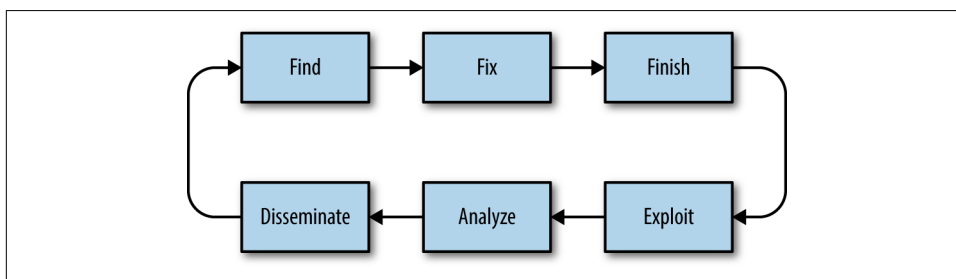 Find
Fix
Finish
Disseminate
Analyze
Exploit